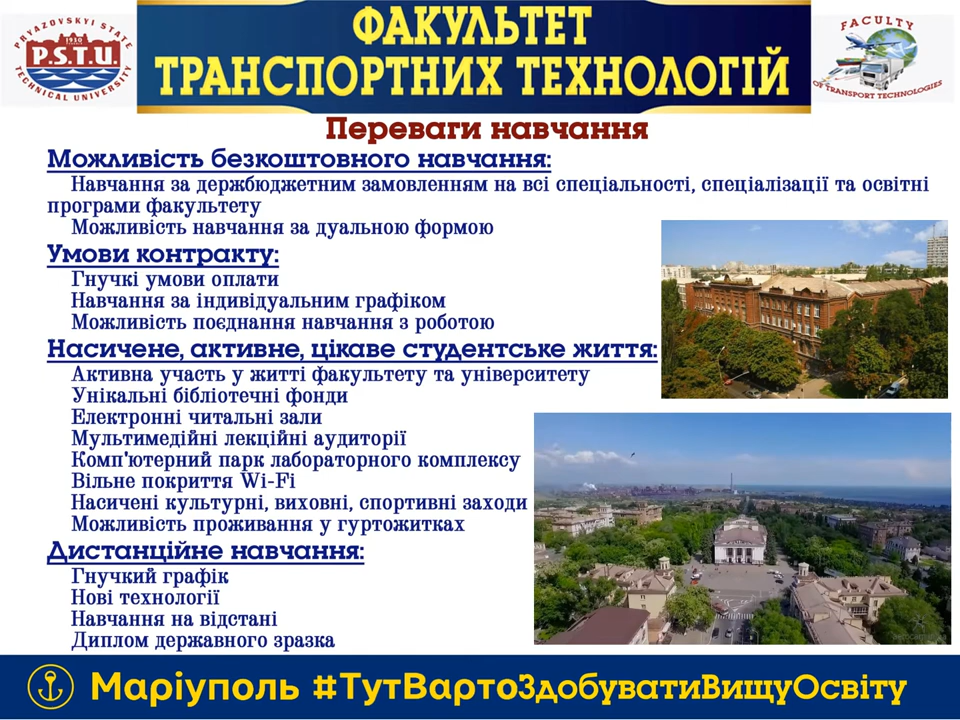 PRYAZOVSKYI STATE
1930
P.S.T.U.
TECHNICAL UNIVERSITY
ФАКУЛЬТЕТ
ТРАНСПОРТНИХ ТЕХНОЛОГІЙ
FACULTY
OF TRANSPORT TECHNOLOGIES
Переваги навчання
Можливість безкоштовного навчання:
Навчання за держбюджетним замовленням на всі спеціальності, спеціалізації та освітні
програми факультету
Можливість навчання за дуальною формою
Умови контракту:
Гнучкі умови оплати
Навчання за індивідуальним графіком
Можливість поєднання навчання з роботою
Насичене, активне, цікаве студентське життя:
Активна участь у житті факультету та університету
Унікальні бібліотечні фонди
Електронні читальні зали
Мультимедійні лекційні аудиторії
Комп'ютерний парк лабораторного комплексу
Вільне покриття Wi-Fi
Насичені культурні, виховні, спортивні заходи
Можливість проживання у гуртожитках
Дистанційне навчання:
Гнучкий графік
Нові технології
Навчання на відстані
Диплом державного зразка
Маріуполь #ТутВартоЗдобуватиВищуОсвіту